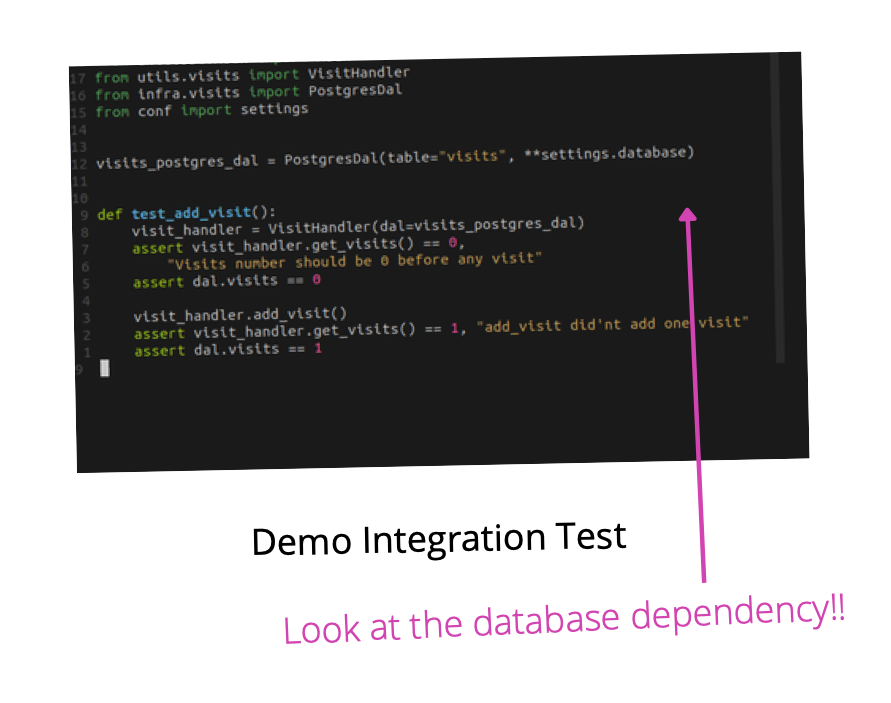 17 from utils.visits import VisitHandler
16 from infra.visits import PostgresDal
15 from conf import settings
14
13
12 visits_postgres_dal = PostgresDal(table="visits", **settings.database)
11
10
9 def test_add_visit():
8 visit_handler = VisitHandler(dal=visits_postgres_dal)
7 assert visit_handler.get_visits() == 0,
6 "Visits number should be 0 before any visit"
5 assert dal.visits == 0
4
3 visit_handler.add_visit()
2 assert visit_handler.get_visits() == 1, "add_visit did'nt add one visit"
1 assert dal.visits == 1
9
Demo Integration Test
Look at the database dependency!!